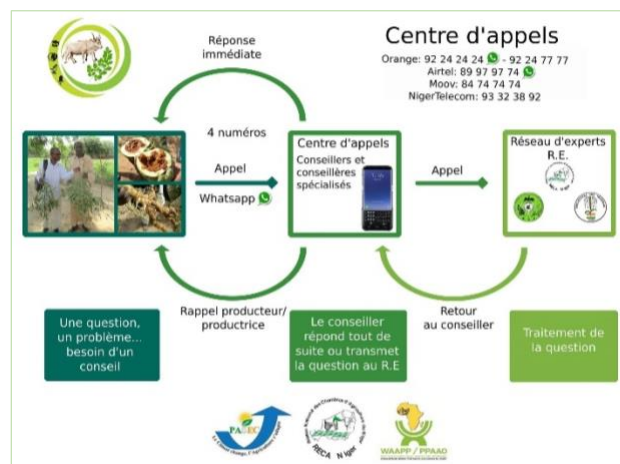 Centre d'appels
Orange: 92 24 24 24 - 92 24 77 77
Airtel: 89 97 97 74
Moov: 84 74 74 74
NigerTelecom: 93 32 38 92
Réponse
immédiate
4 numéros
Appel
Whatsapp
Centre d'appels
Conseillers et
conseillères
spécialisés
Appel
Réseau d'experts
R.E.
Rappel producteur/
productrice
Retour
au conseiller
Une question,
un problème...
besoin d'un
conseil
Le conseiller
répond tout de
suite ou transmet
la question au R.E
Traitement de
la question
PASEC
RECA Niger
WAAPP / PPAAO